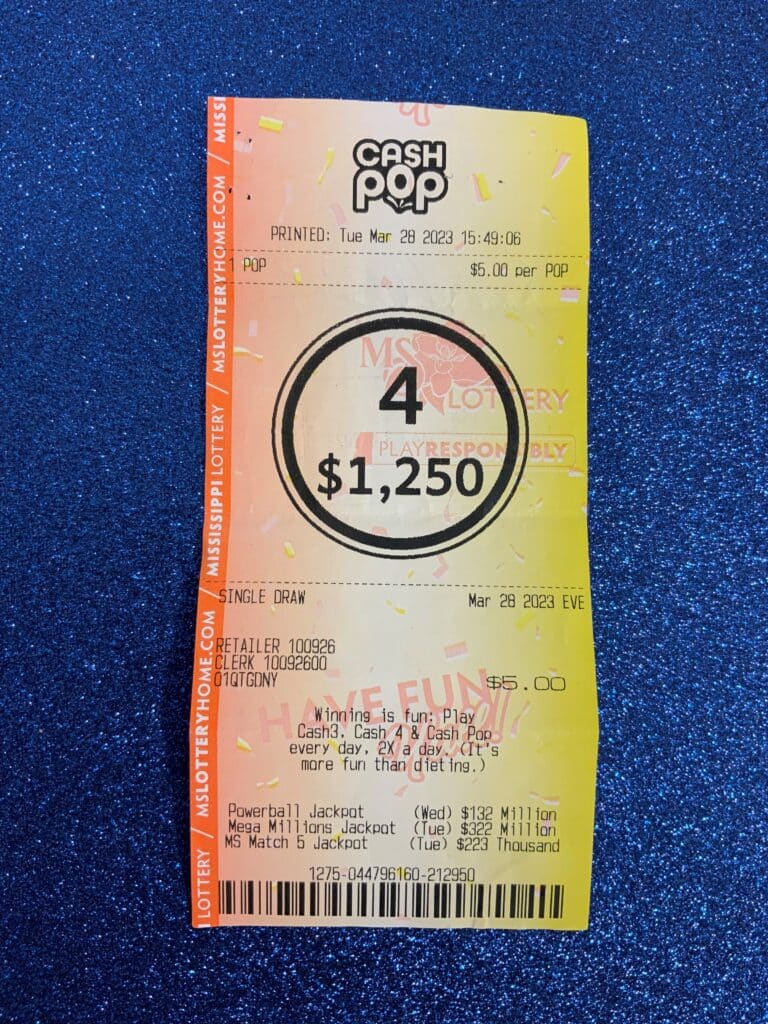 CASH
POP
PRINTED: Tue Mar 28 2023 15:49:06
1 POP $5.00 per POP
MS
LOTTERY
PLAYRESPONSIBLY
4
$1,250
SINGLE DRAW Mar 28 2023 EVE
RETAILER 100926
CLERK 10092600
01QTGDNY $5.00
HAVE FUN
Winning is fun: Play
Cash3, Cash 4 & Cash Pop
every day, 2X a day. (It's
more fun than dieting.)
Powerball Jackpot (Wed) $132 Million
Mega Millions Jackpot (Tue) $322 Million
MS Match 5 Jackpot (Tue) $223 Thousand
1275-044796160-212950
LOTTERY / MSLOTTERYHOME.COM / MISSISSIPPI LOTTERY / MSLOTTERYHOME.COM / MISSI